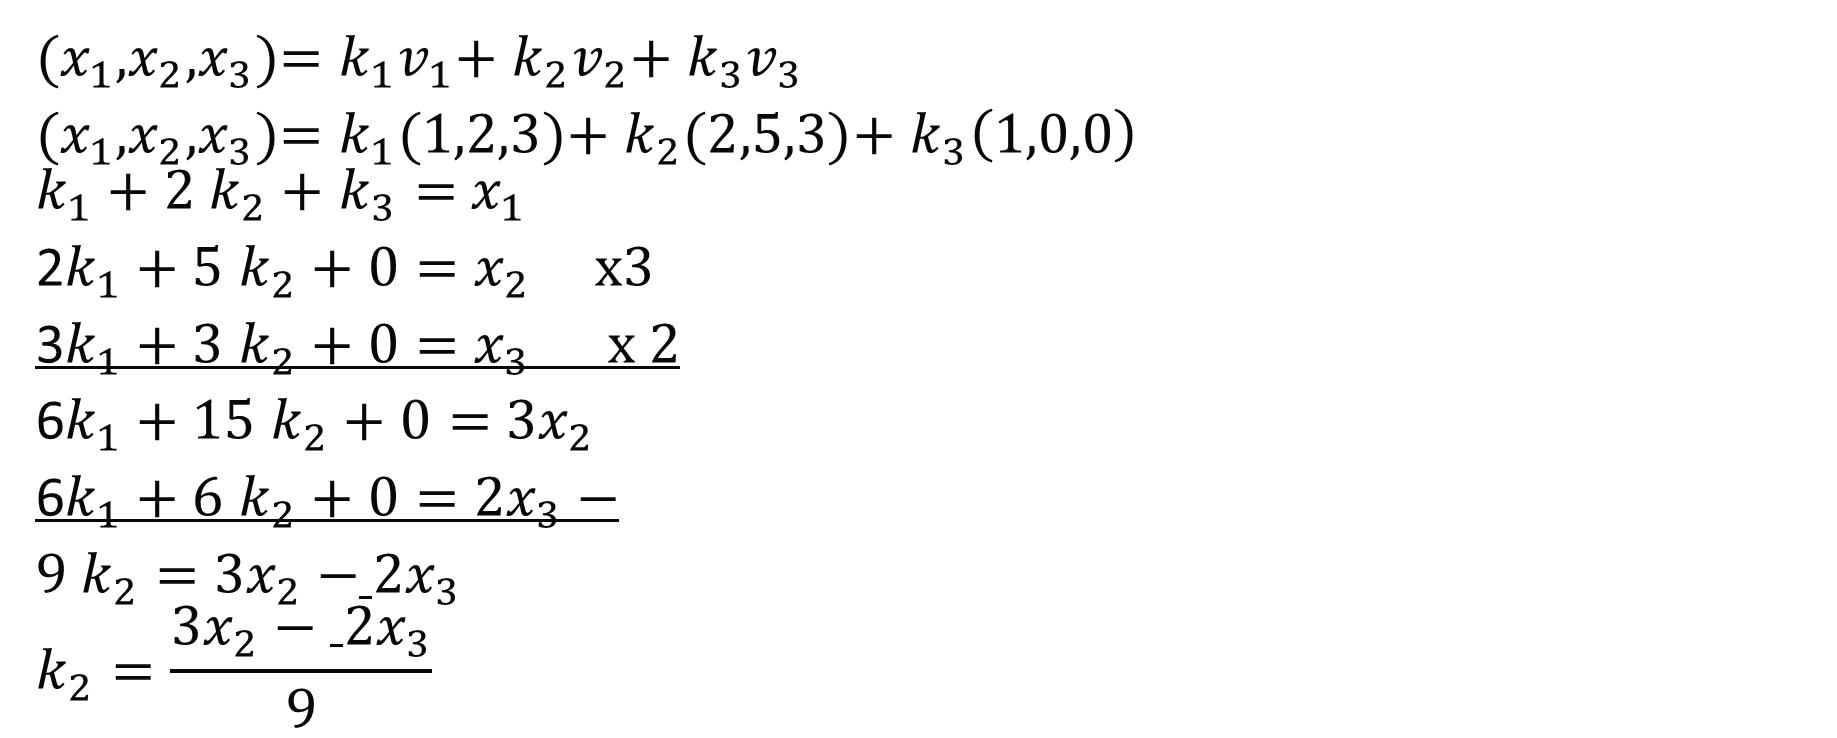 (x₁,x₂,x₃)= k₁v₁+ k₂v₂+ k₃v₃
(x₁,x₂,x₃)= k₁(1,2,3)+ k₂(2,5,3)+ k₃(1,0,0)
k₁ + 2 k₂ + k₃ = x₁
2k₁ + 5 k₂ + 0 = x₂ x3
3k₁ + 3 k₂ + 0 = x₃ x 2
6k₁ + 15 k₂ + 0 = 3x₂
6k₁ + 6 k₂ + 0 = 2x₃ −
9 k₂ = 3x₂ − 2x₃
k₂ = (3x₂ − 2x₃)/9